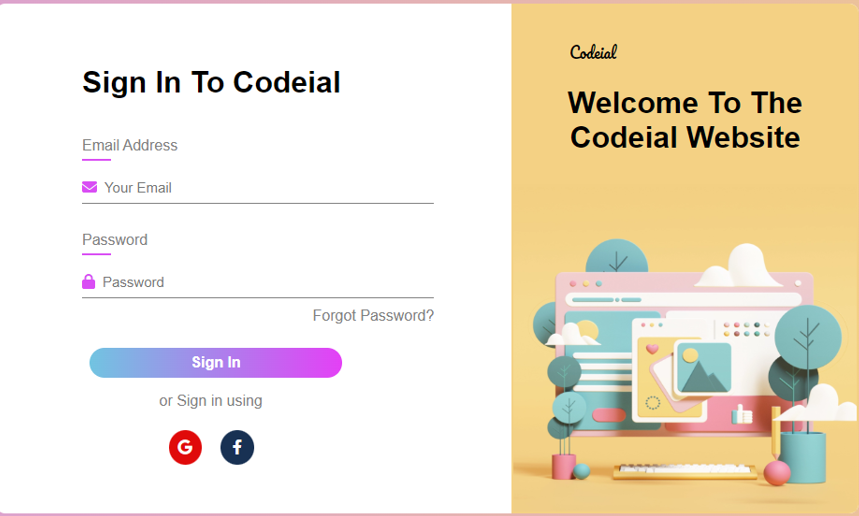 Sign In To Codeial
Email Address
Your Email
Password
Password
Forgot Password?
Sign In
or Sign in using
G f
Codeial
Welcome To The
Codeial Website